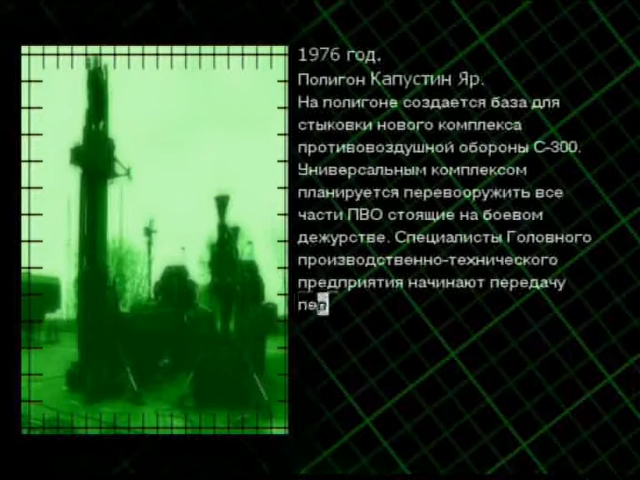 1976 год.
Полигон Капустин Яр.
На полигоне создается база для
стыковки нового комплекса
противовоздушной обороны С-300.
Универсальным комплексом
планируется перевооружить все
части ПВО стоящие на боевом
дежурстве. Специалисты Головного
производственно-технического
предприятия начинают передачу
пеп